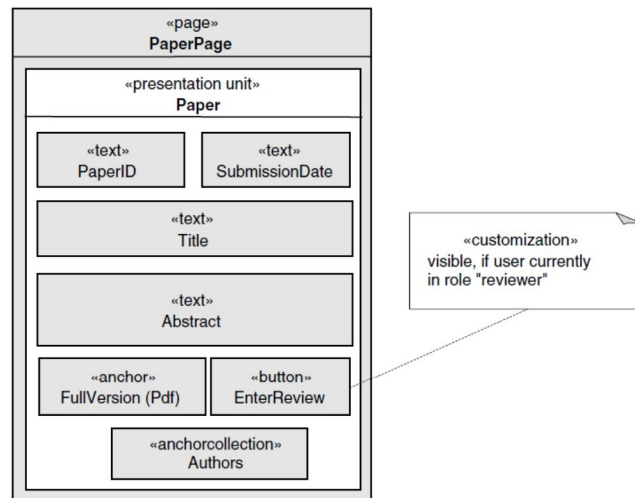 «page»
PaperPage
«presentation unit»
Paper
«text»
PaperID
«text»
SubmissionDate
«text»
Title
«text»
Abstract
«anchor»
FullVersion (Pdf)
«button»
EnterReview
«anchorcollection»
Authors
«customization»
visible, if user currently
in role "reviewer"